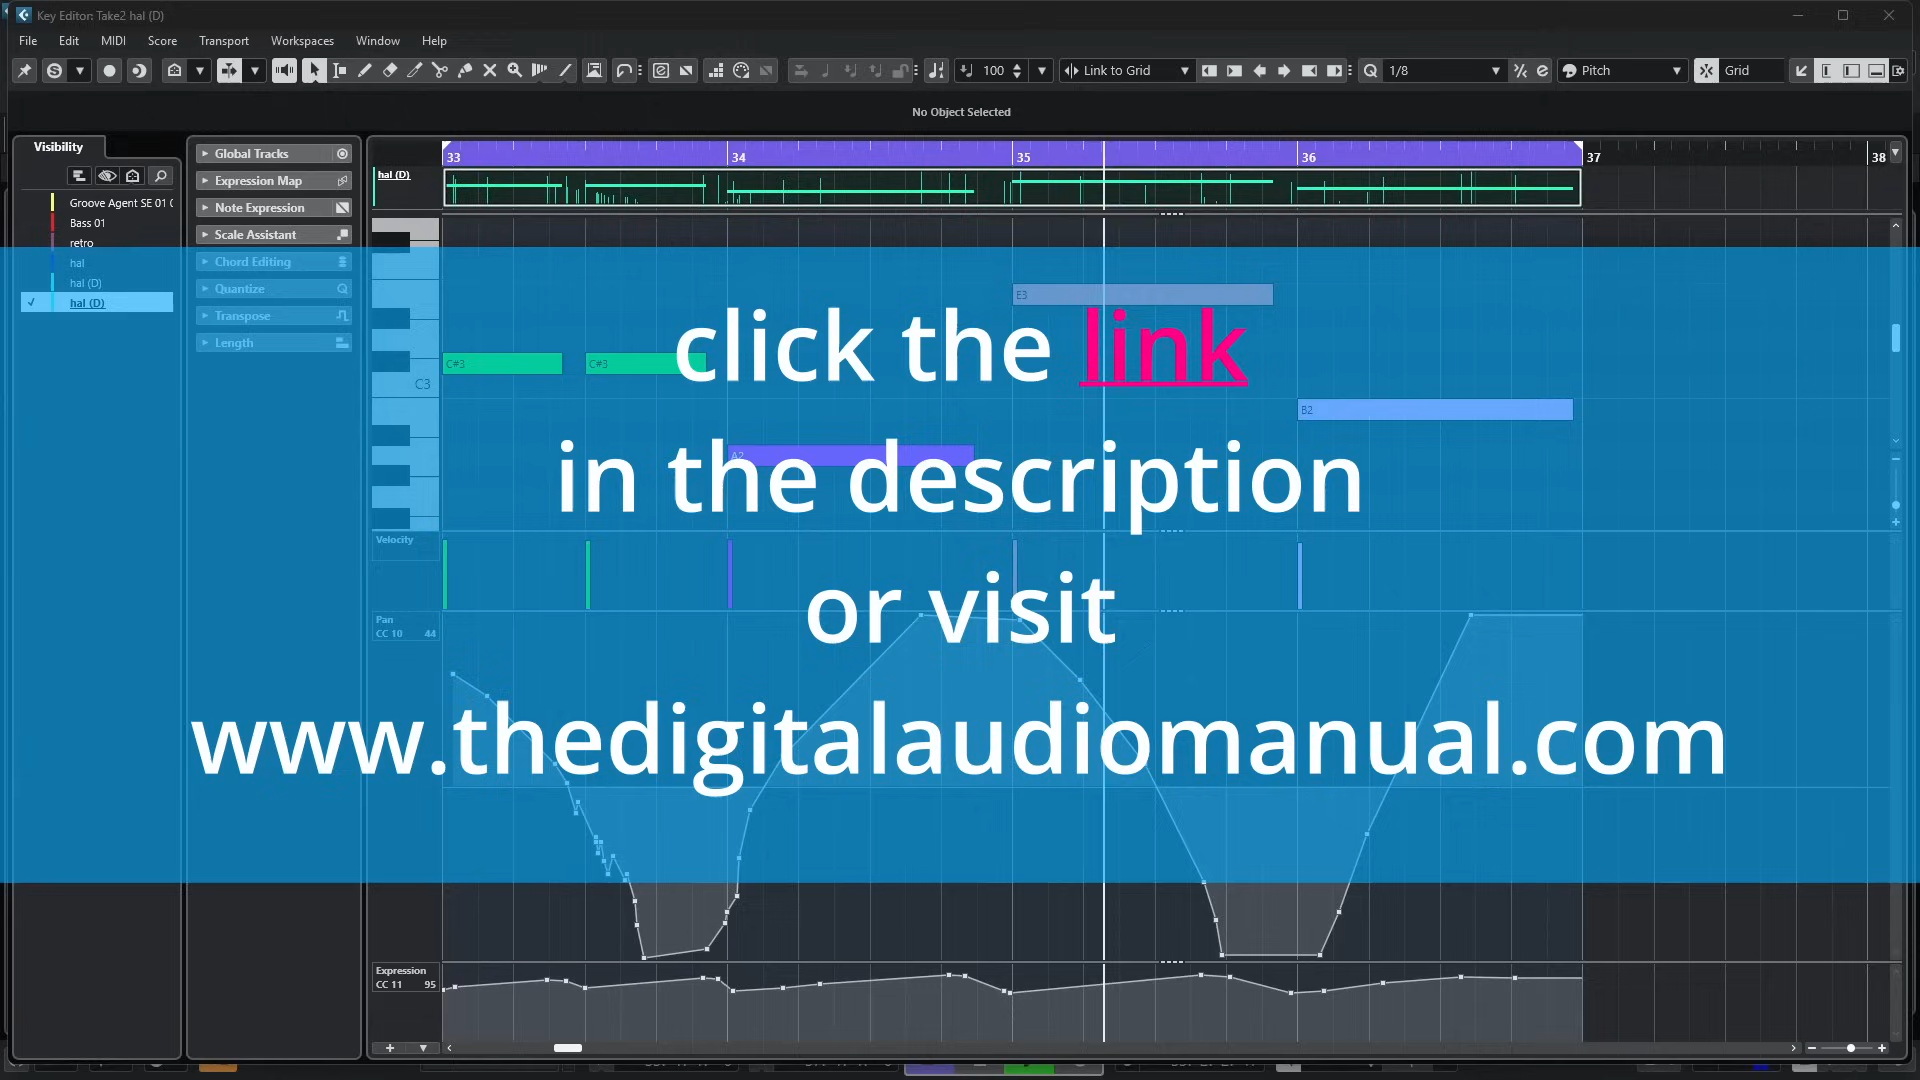 Key Editor: Take2 hal (D)
File Edit MIDI Score Transport Workspaces Window Help
100 Link to Grid 1/8 Pitch Grid
No Object Selected
Visibility
Groove Agent SE 01
Bass 01
retro
hal
hal (D)
hal (D)
Global Tracks
Expression Map
Note Expression
Scale Assistant
Chord Editing
Quantize
Transpose
Length
33 34 35 36 37 38
hal (D)
E3
C#3 C#3
C3
B2
A2
click the link
in the description
or visit
www.thedigitalaudiomanual.com
Velocity
Pan
CC 10 44
Expression
CC 11 95